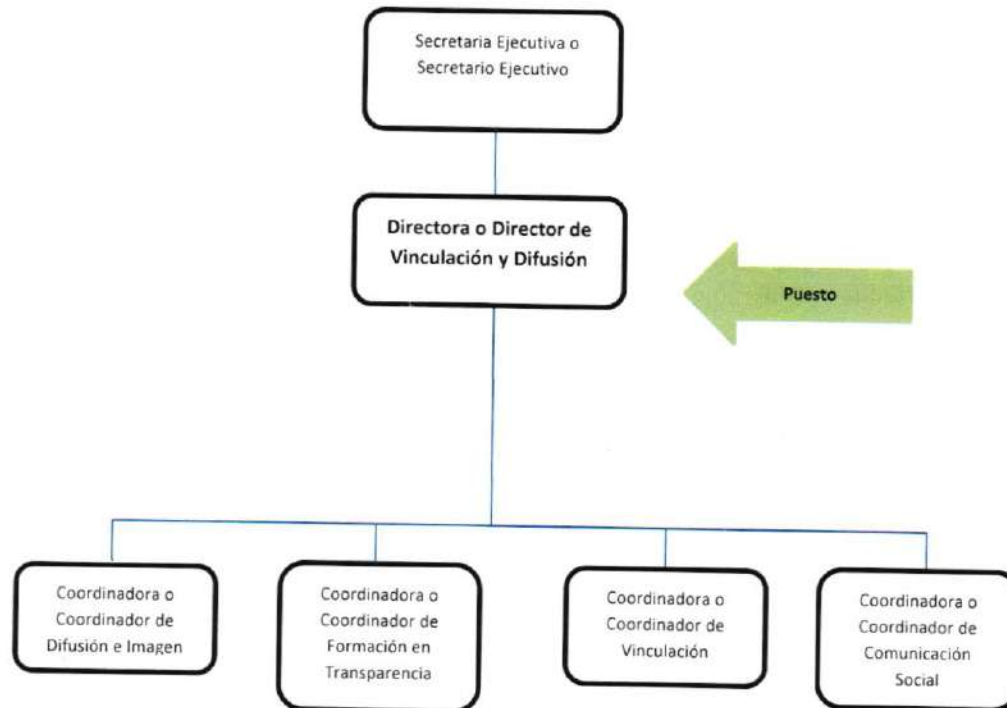 Secretaria Ejecutiva o
Secretario Ejecutivo
Directora o Director de
Vinculación y Difusión
Puesto
Coordinadora o
Coordinador de
Difusión e Imagen
Coordinadora o
Coordinador de
Formación en
Transparencia
Coordinadora o
Coordinador de
Vinculación
Coordinadora o
Coordinador de
Comunicación
Social